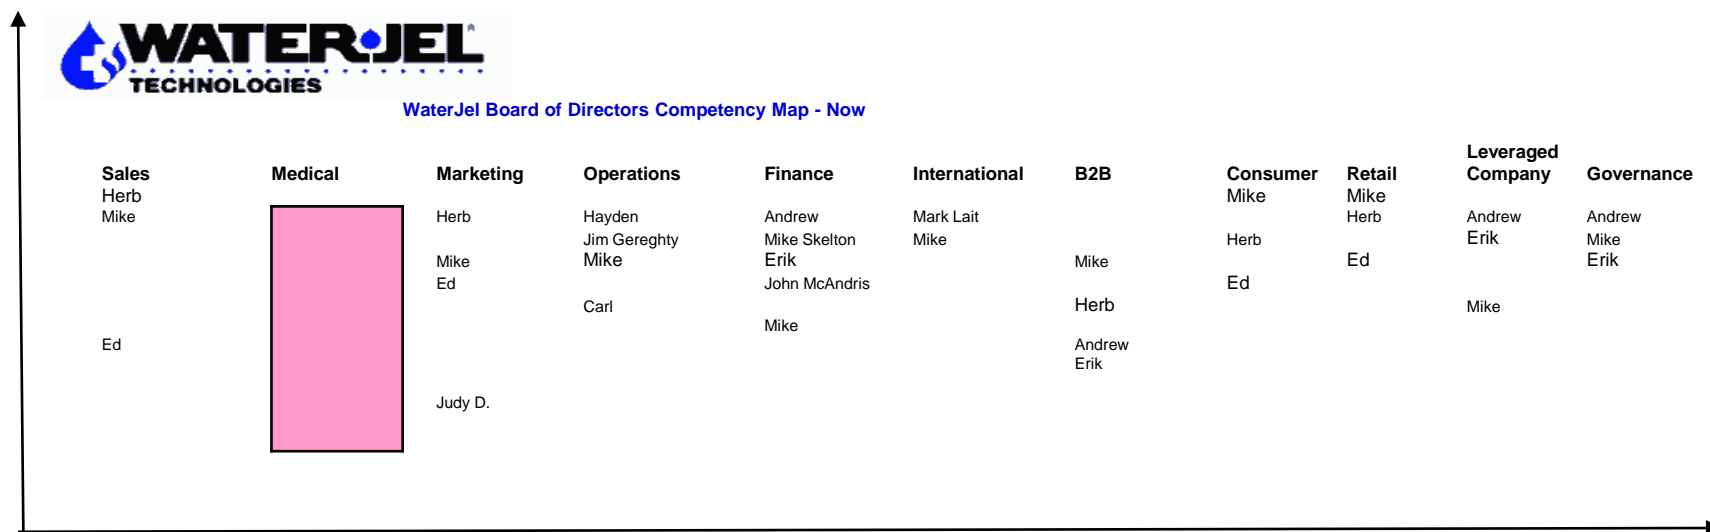 WATER·JEL
TECHNOLOGIES
WaterJel Board of Directors Competency Map - Now
Sales Medical Marketing Operations Finance International B2B Consumer Retail Leveraged Company Governance
Herb Mike Mike
Mike Herb Hayden Andrew Mark Lait Herb Andrew Andrew
Jim Gereghty Mike Skelton Mike Herb Erik Mike
Mike Mike Erik Mike Ed Erik
Ed John McAndris Ed
Carl Herb Mike
Mike
Ed Andrew
Erik
Judy D.